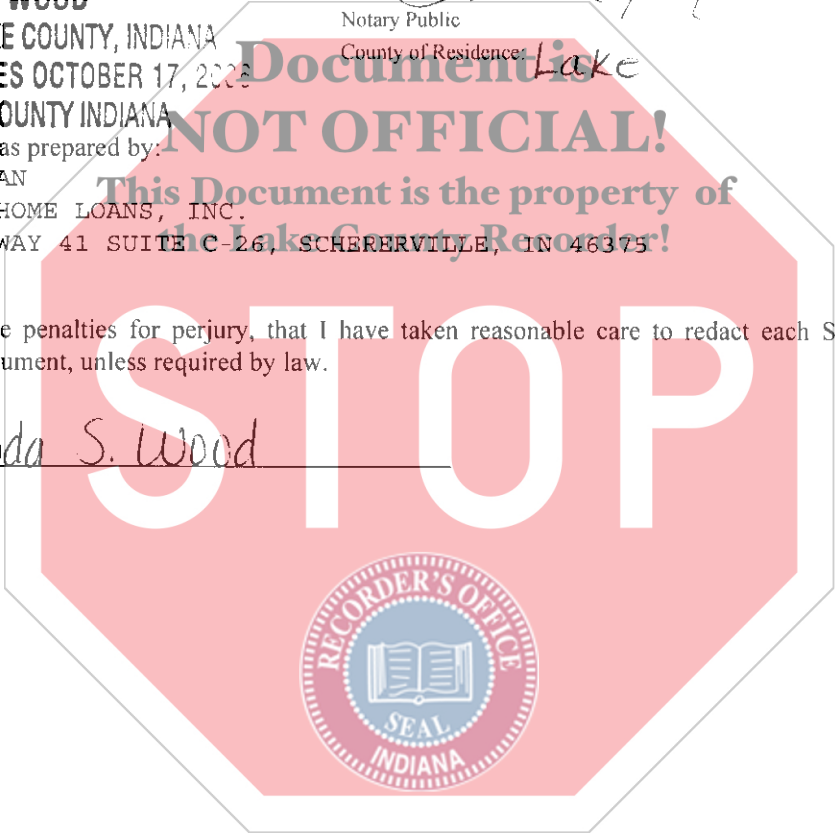 WOOD
Notary Public
E COUNTY, INDIANA
County of Residence: Lake
ES OCTOBER 17,
OUNTY INDIANA
Document is
NOT OFFICIAL!
This Document is the property of
the Lake County Recorder!
as prepared by:
AN
HOME LOANS, INC.
WAY 41 SUITE C-26, SCHERERVILLE, IN 46375
e penalties for perjury, that I have taken reasonable care to redact each S
ument, unless required by law.
da S. Wood
STOP
RECORDER'S OFFICE
SEAL
INDIANA